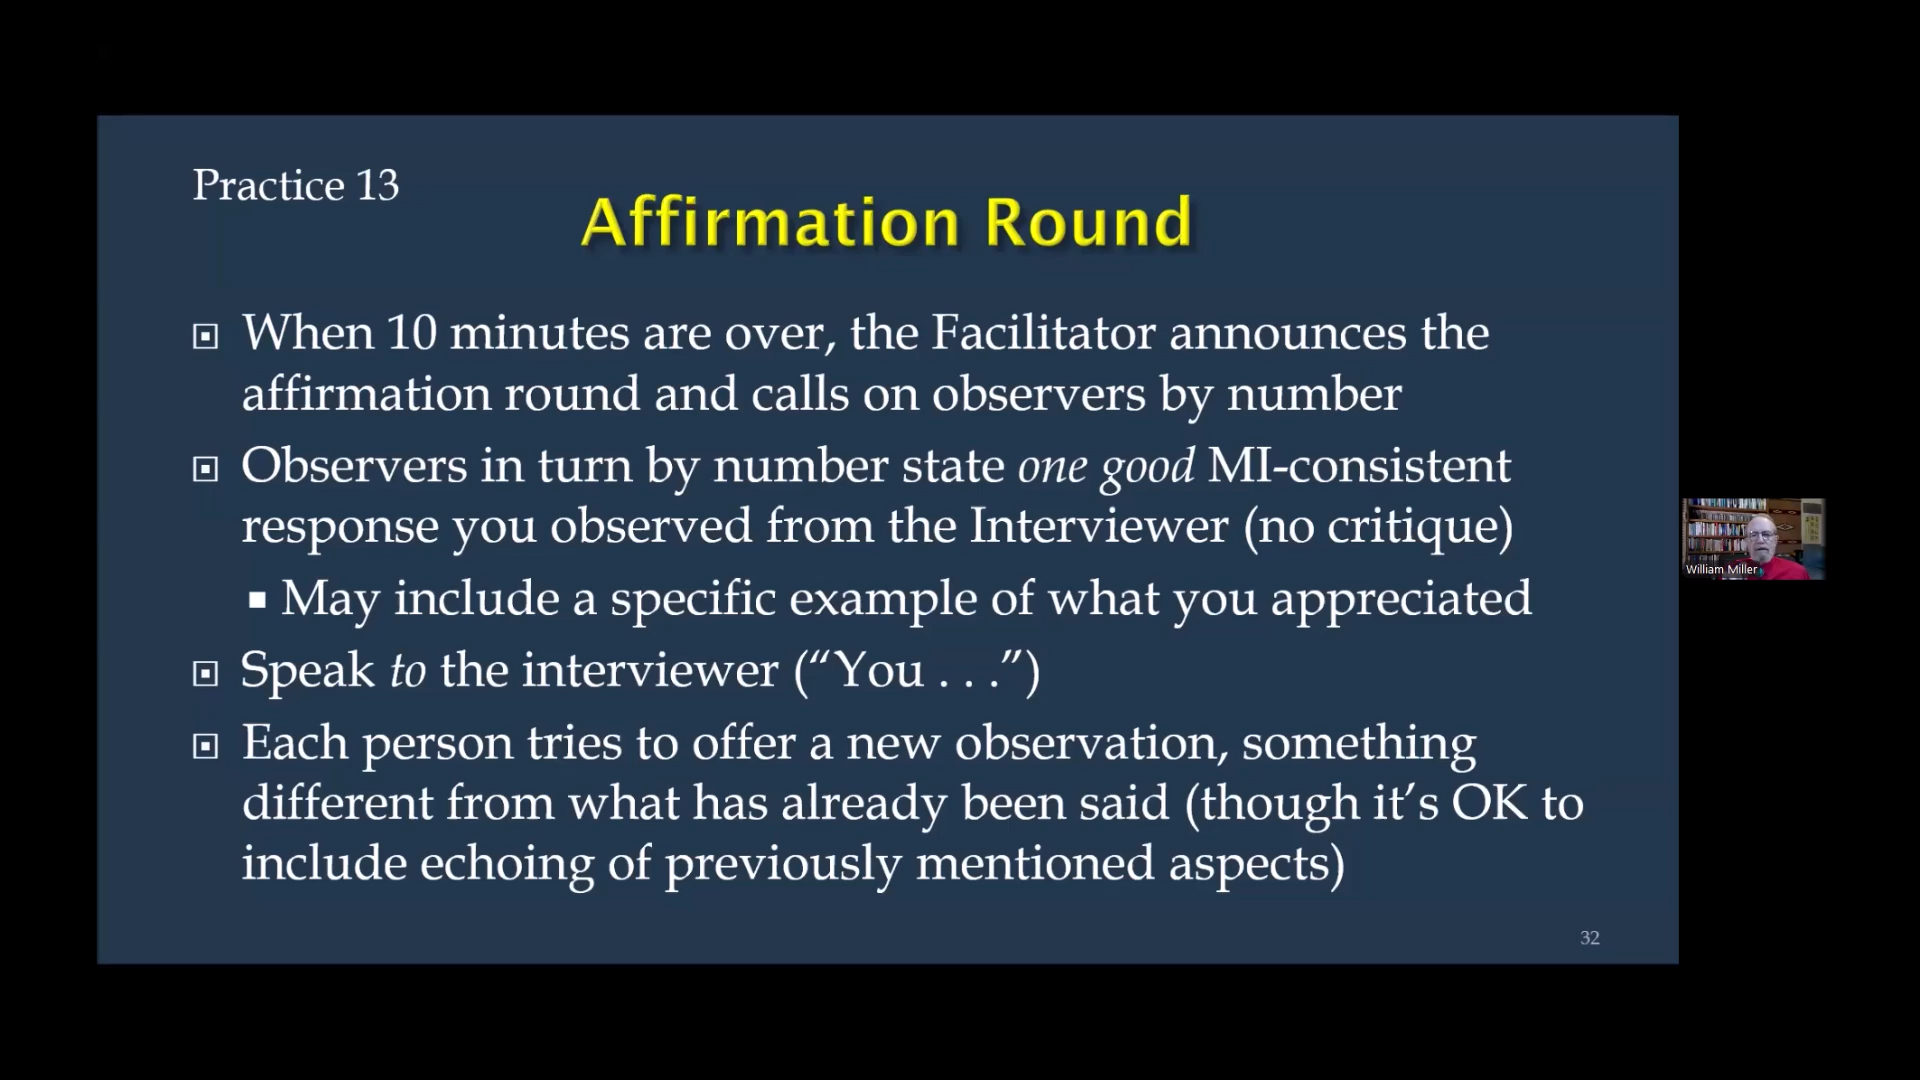 Practice 13
Affirmation Round
When 10 minutes are over, the Facilitator announces the
affirmation round and calls on observers by number
Observers in turn by number state one good MI-consistent
response you observed from the Interviewer (no critique)
May include a specific example of what you appreciated
Speak to the interviewer (“You . . .”)
Each person tries to offer a new observation, something
different from what has already been said (though it’s OK to
include echoing of previously mentioned aspects)
32
William Miller